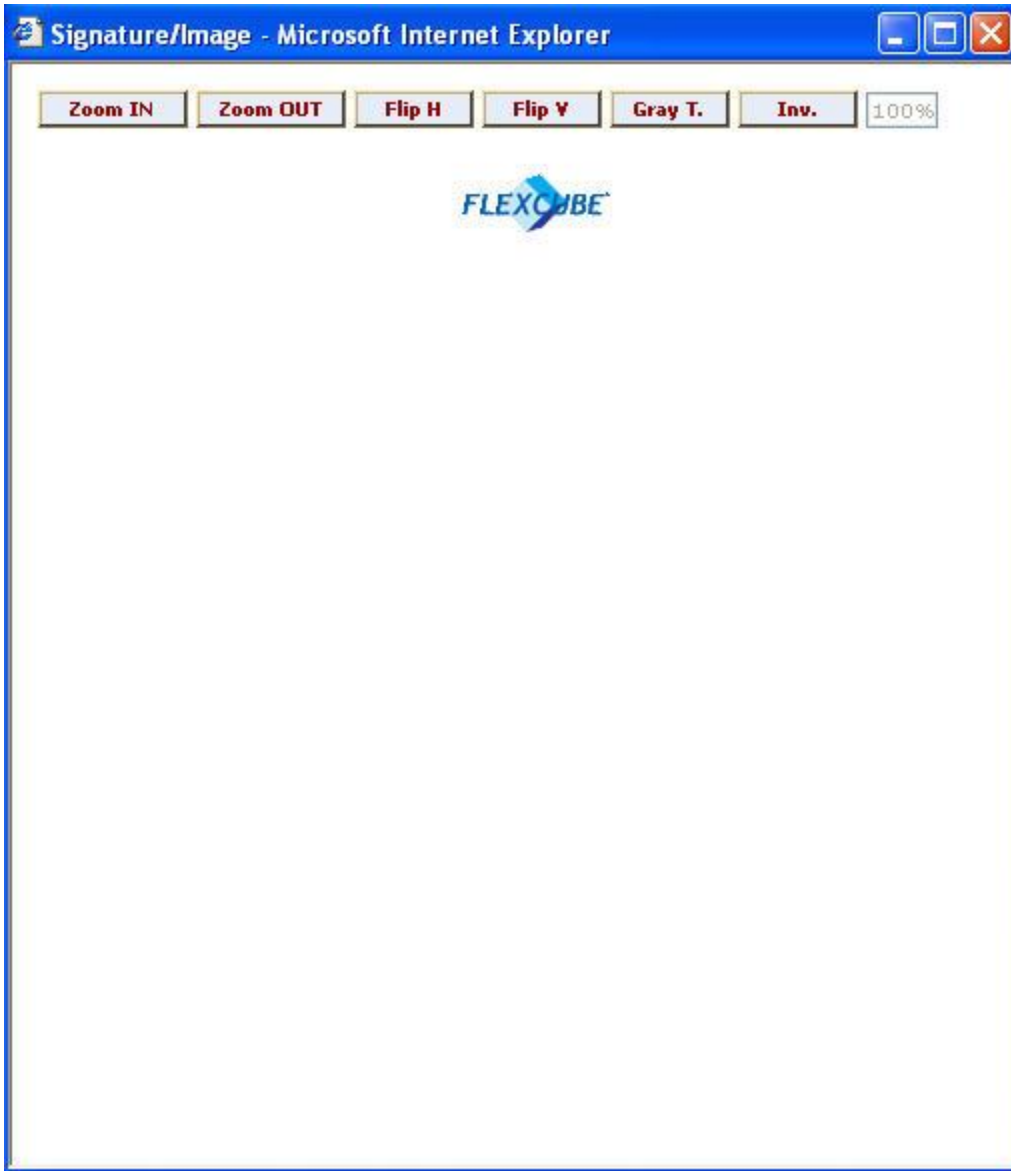 Signature/Image - Microsoft Internet Explorer
Zoom IN Zoom OUT Flip H Flip V Gray T. Inv. 100%
FLEXCUBE